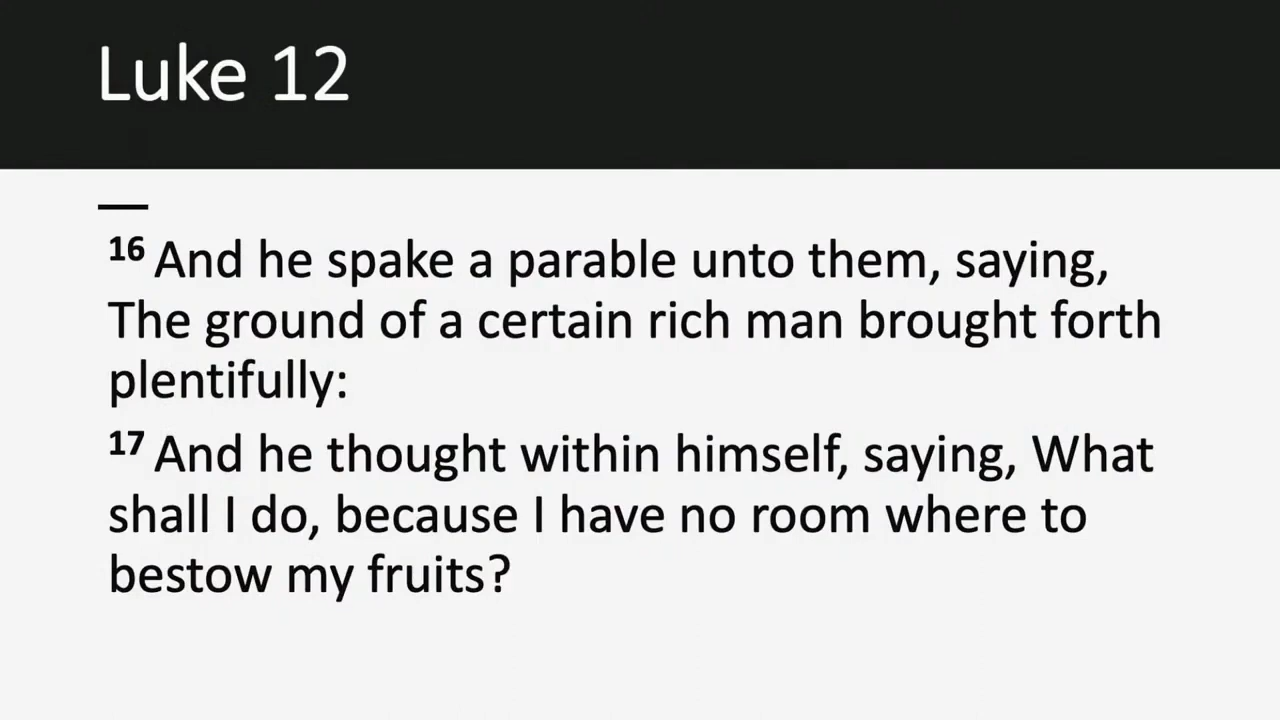 Luke 12
16 And he spake a parable unto them, saying,
The ground of a certain rich man brought forth
plentifully:
17 And he thought within himself, saying, What
shall I do, because I have no room where to
bestow my fruits?